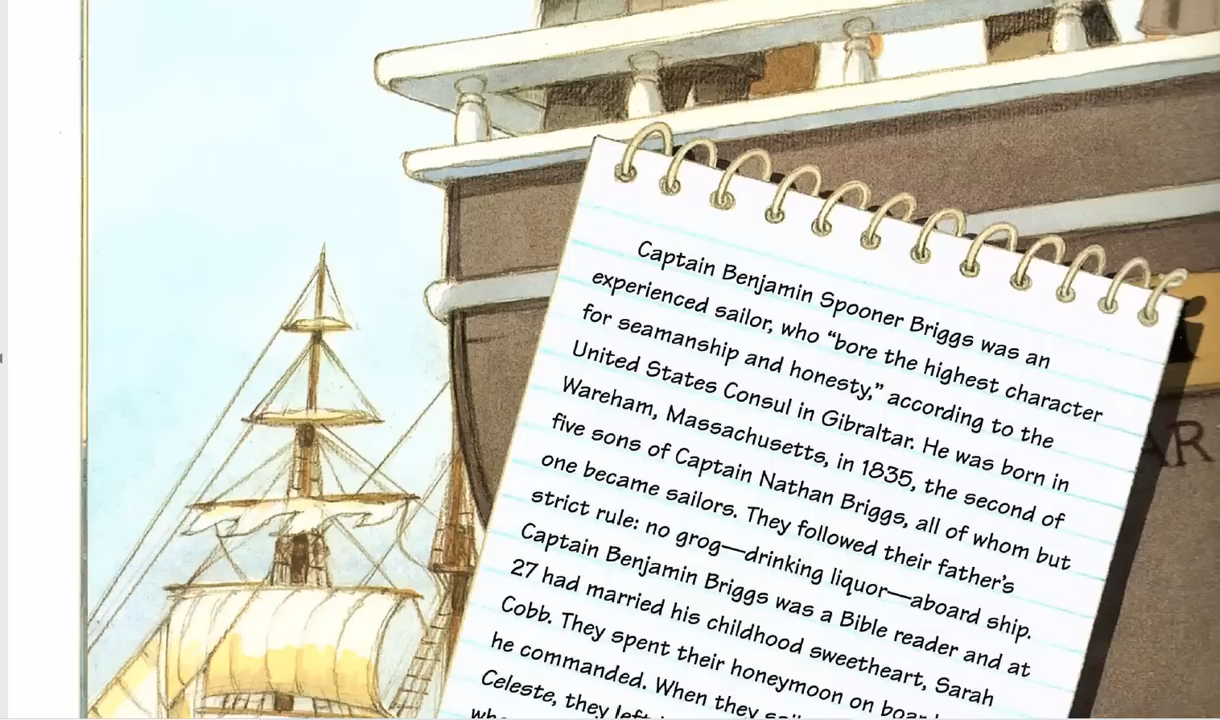 Captain Benjamin Spooner Briggs was an
experienced sailor, who “bore the highest character
for seamanship and honesty,” according to the
United States Consul in Gibraltar. He was born in
Wareham, Massachusetts, in 1835, the second of
five sons of Captain Nathan Briggs, all of whom but
one became sailors. They followed their father’s
strict rule: no grog—drinking liquor—aboard ship.
Captain Benjamin Briggs was a Bible reader and at
27 had married his childhood sweetheart, Sarah
Cobb. They spent their honeymoon on board
he commanded. When they
Celeste, they left
AR